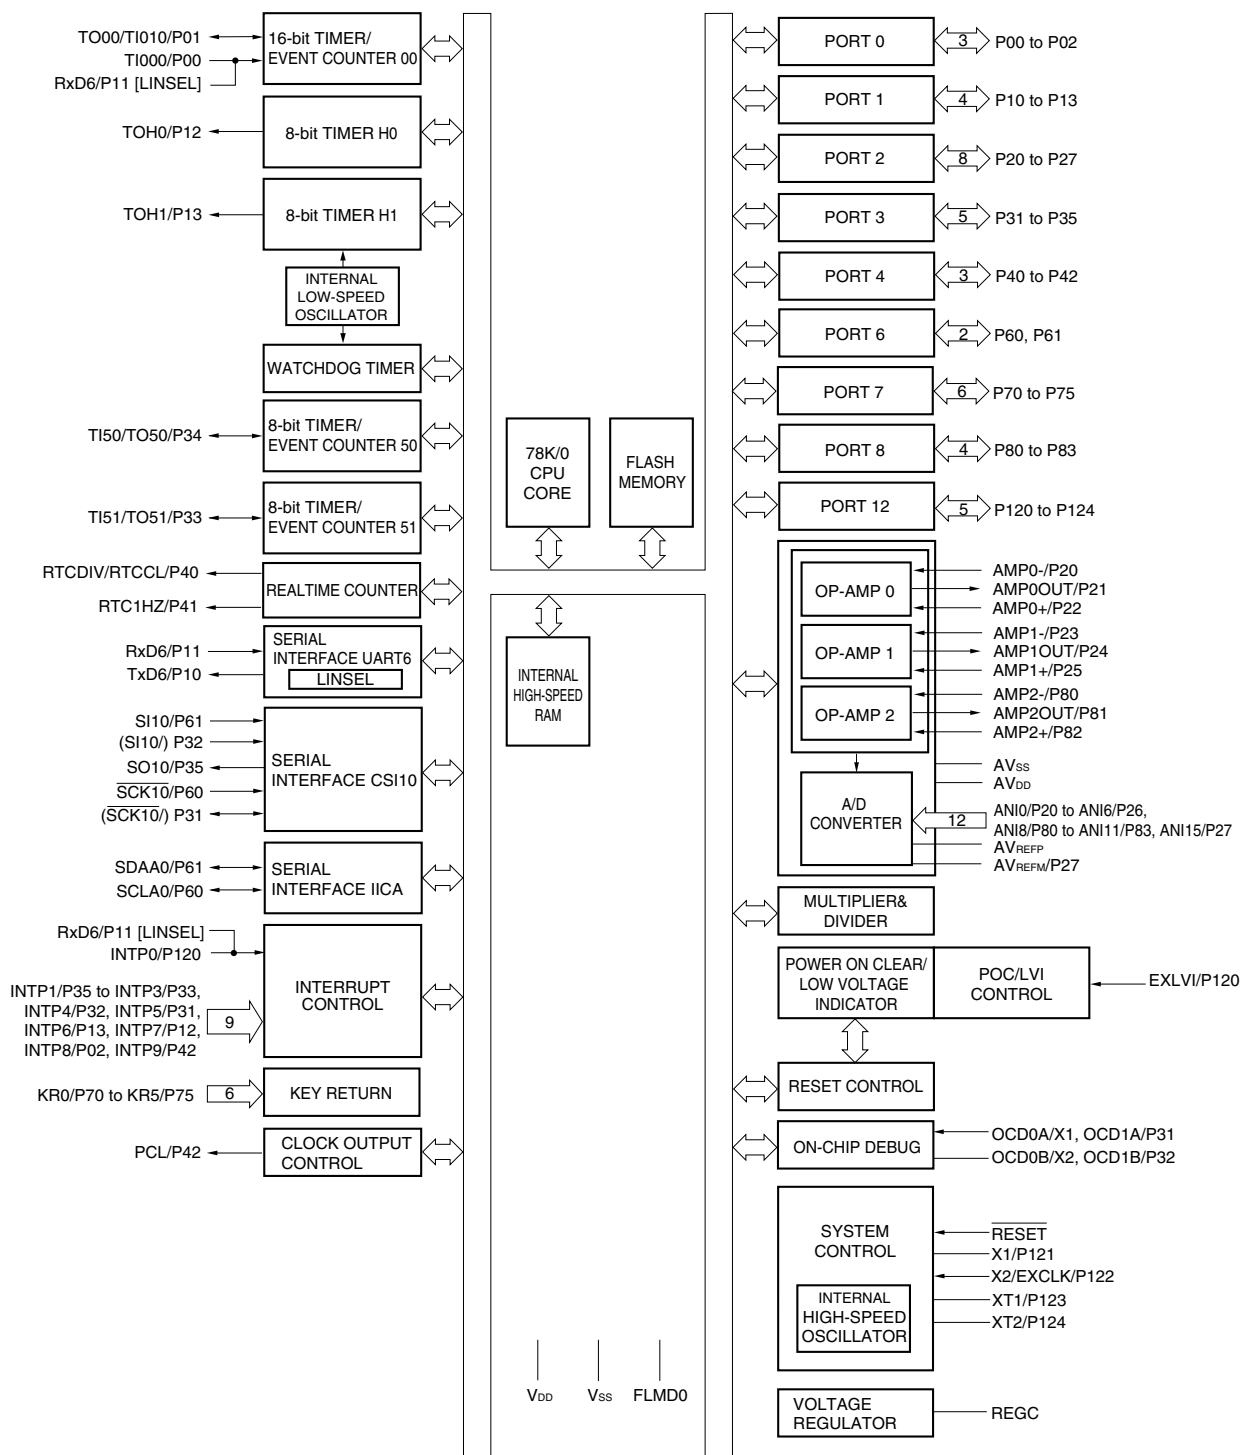 TO00/TI010/P01
TI000/P00
RxD6/P11 [LINSEL]
16-bit TIMER/
EVENT COUNTER 00
TOH0/P12
8-bit TIMER H0
TOH1/P13
8-bit TIMER H1
INTERNAL
LOW-SPEED
OSCILLATOR
WATCHDOG TIMER
TI50/TO50/P34
8-bit TIMER/
EVENT COUNTER 50
TI51/TO51/P33
8-bit TIMER/
EVENT COUNTER 51
RTCDIV/RTCCL/P40
RTC1HZ/P41
REALTIME COUNTER
RxD6/P11
TxD6/P10
SERIAL
INTERFACE UART6
LINSEL
SI10/P61
(SI10/) P32
SO10/P35
SCK10/P60
(SCK10/) P31
SERIAL
INTERFACE CSI10
SDAA0/P61
SCLA0/P60
SERIAL
INTERFACE IICA
RxD6/P11 [LINSEL]
INTP0/P120
INTP1/P35 to INTP3/P33,
INTP4/P32, INTP5/P31,
INTP6/P13, INTP7/P12,
INTP8/P02, INTP9/P42
9
INTERRUPT
CONTROL
KR0/P70 to KR5/P75
6
KEY RETURN
PCL/P42
CLOCK OUTPUT
CONTROL
78K/0
CPU
CORE
FLASH
MEMORY
INTERNAL
HIGH-SPEED
RAM
VDD
VSS
FLMD0
PORT 0
3
P00 to P02
PORT 1
4
P10 to P13
PORT 2
8
P20 to P27
PORT 3
5
P31 to P35
PORT 4
3
P40 to P42
PORT 6
2
P60, P61
PORT 7
6
P70 to P75
PORT 8
4
P80 to P83
PORT 12
5
P120 to P124
OP-AMP 0
AMP0-/P20
AMP0OUT/P21
AMP0+/P22
OP-AMP 1
AMP1-/P23
AMP1OUT/P24
AMP1+/P25
OP-AMP 2
AMP2-/P80
AMP2OUT/P81
AMP2+/P82
AVSS
AVDD
A/D
CONVERTER
12
ANI0/P20 to ANI6/P26,
ANI8/P80 to ANI11/P83, ANI15/P27
AVREFP
AVREFM/P27
MULTIPLIER&
DIVIDER
POWER ON CLEAR/
LOW VOLTAGE
INDICATOR
POC/LVI
CONTROL
EXLVI/P120
RESET CONTROL
ON-CHIP DEBUG
OCD0A/X1, OCD1A/P31
OCD0B/X2, OCD1B/P32
SYSTEM
CONTROL
INTERNAL
HIGH-SPEED
OSCILLATOR
RESET
X1/P121
X2/EXCLK/P122
XT1/P123
XT2/P124
VOLTAGE
REGULATOR
REGC